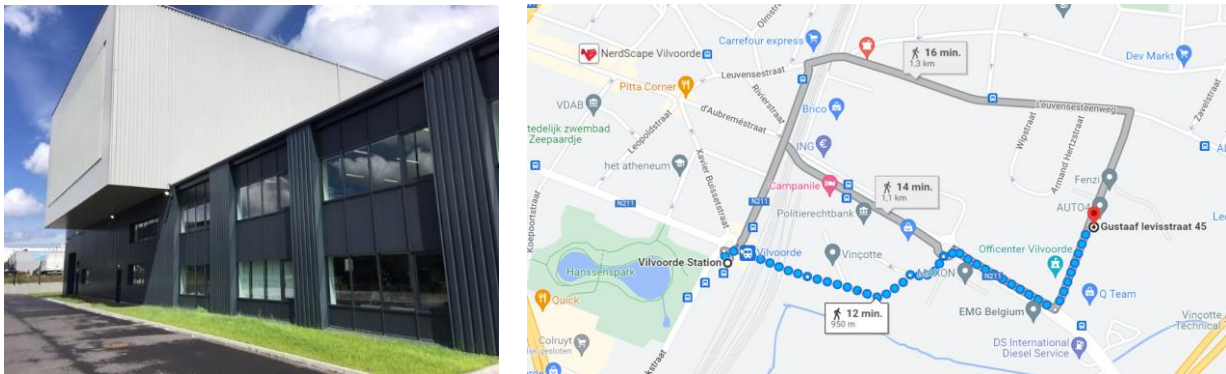 Olmstraat
Carrefour express
16 min.
1,3 km
NerdScape Vilvoorde
Leuvensestraat
Dev Markt
Pitta Corner
Rivierstraat
Leuvensesteenweg
Zavelstraat
VDAB
d'Aubreméstraat
Brico
Leopoldstraat
Wipstraat
Armand Hertzstraat
tedelijk zwembad
Zeepaardje
ING
het atheneum
Xavier Buissetstraat
Fenzi
Campanile
14 min.
1,1 km
AUTO4
N211
N211
Politierechtbank
Gustaaf levisstraat 45
Koepoortstraat
Vilvoorde
Vinçotte
Officenter Vilvoorde
Vilvoorde Station
Hanssenspark
N211
Q Team
Quick
12 min.
950 m
EMG Belgium
Vinçotte
Technical
Colruyt
DS International
Diesel Service